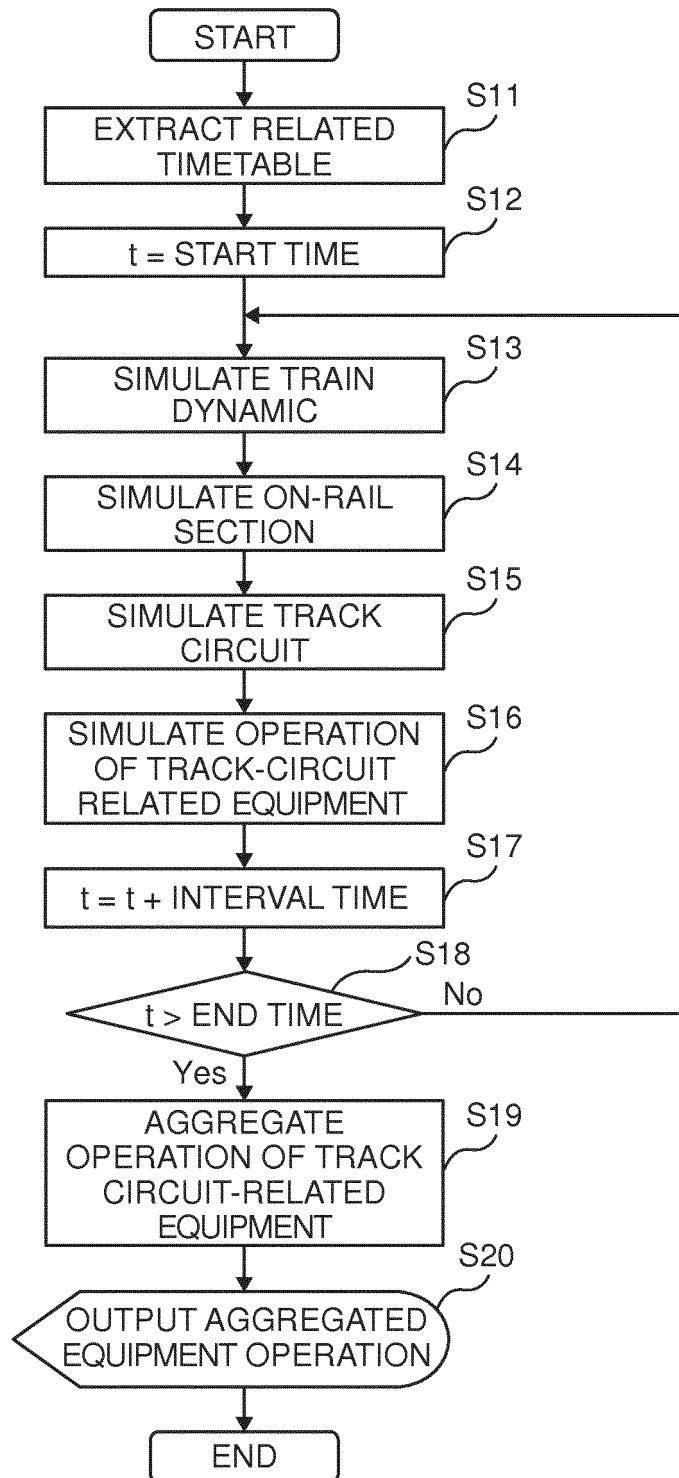 START
S11
EXTRACT RELATED
TIMETABLE
S12
t = START TIME
S13
SIMULATE TRAIN
DYNAMIC
S14
SIMULATE ON-RAIL
SECTION
S15
SIMULATE TRACK
CIRCUIT
S16
SIMULATE OPERATION
OF TRACK-CIRCUIT
RELATED EQUIPMENT
S17
t = t + INTERVAL TIME
S18
t > END TIME
No
Yes
S19
AGGREGATE
OPERATION OF TRACK
CIRCUIT-RELATED
EQUIPMENT
S20
OUTPUT AGGREGATED
EQUIPMENT OPERATION
END